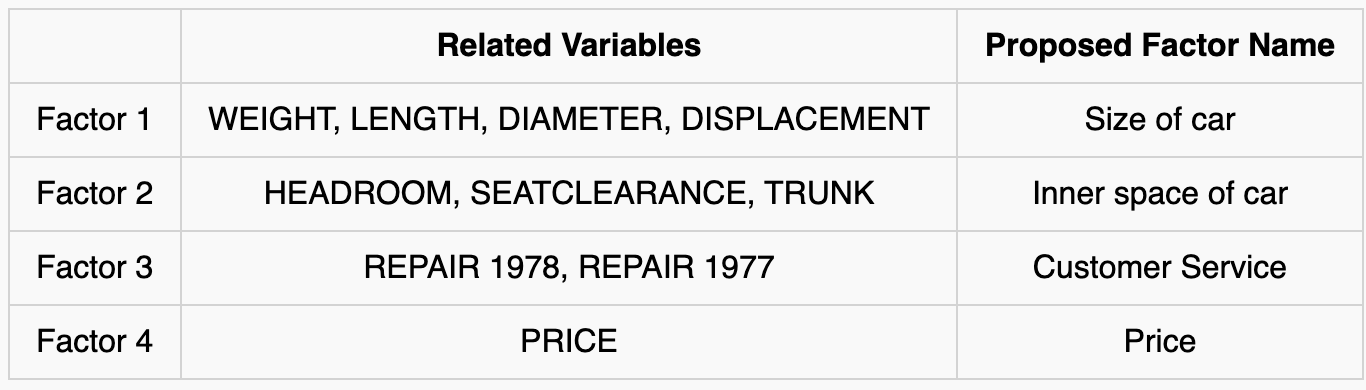 Related Variables Proposed Factor Name
Factor 1 WEIGHT, LENGTH, DIAMETER, DISPLACEMENT Size of car
Factor 2 HEADROOM, SEATCLEARANCE, TRUNK Inner space of car
Factor 3 REPAIR 1978, REPAIR 1977 Customer Service
Factor 4 PRICE Price